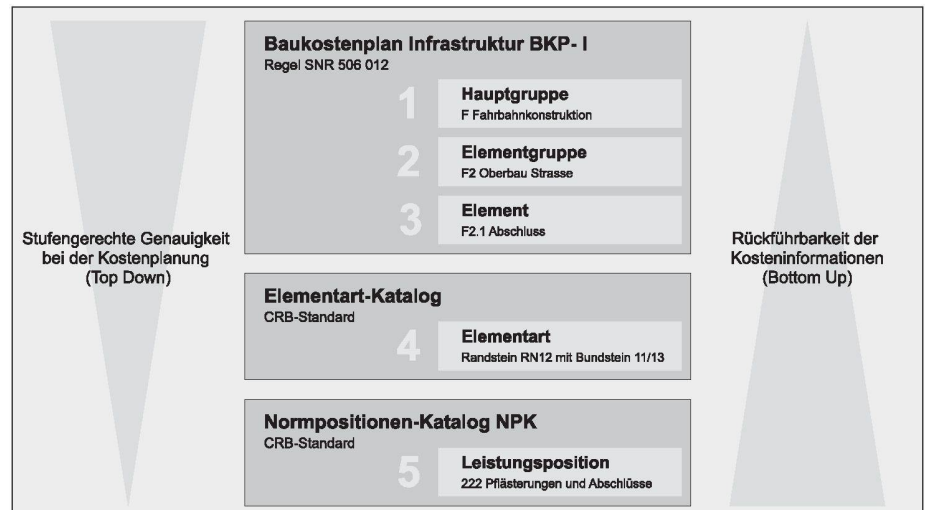 Baukostenplan Infrastruktur BKP- I
Regel SNR 506 012
1
Hauptgruppe
F Fahrbahnkonstruktion
2
Elementgruppe
F2 Oberbau Strasse
3
Element
F2.1 Abschluss
Stufengerechte Genauigkeit
bei der Kostenplanung
(Top Down)
Rückführbarkeit der
Kosteninformationen
(Bottom Up)
Elementart-Katalog
CRB-Standard
4
Elementart
Randstein RN12 mit Bundstein 11/13
Normpositionen-Katalog NPK
CRB-Standard
5
Leistungsposition
222 Pflästerungen und Abschlüsse